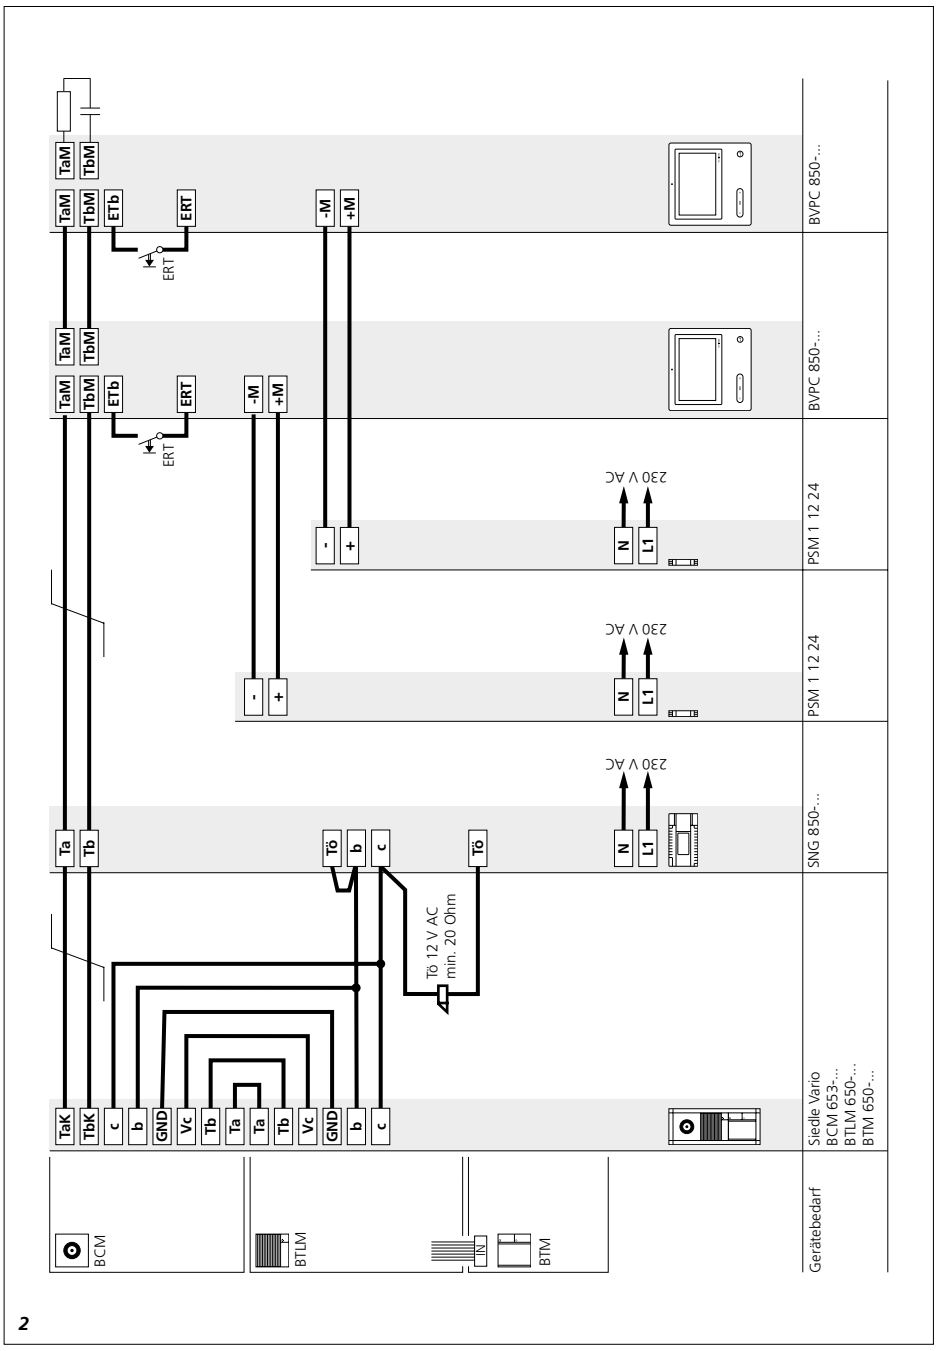 TaM
TbM
TaM
TbM
ETb
ERT
-M
+M
ERT
BVPC 850-...
TaM
TbM
TaM
TbM
ETb
ERT
-M
+M
ERT
BVPC 850-...
230 V AC
-
+
N
L1
PSM 1 12 24
230 V AC
-
+
N
L1
PSM 1 12 24
230 V AC
Ta
Tb
Tö
b
c
Tö
N
L1
SNG 850-...
Tö 12 V AC
min. 20 Ohm
TaK
TbK
c
b
GND
Vc
Tb
Ta
Ta
Tb
Vc
GND
b
c
Siedle Vario
BCM 653-...
BTLM 650-...
BTM 650-...
BCM
BTLM
IN
BTM
Gerätebedarf
2